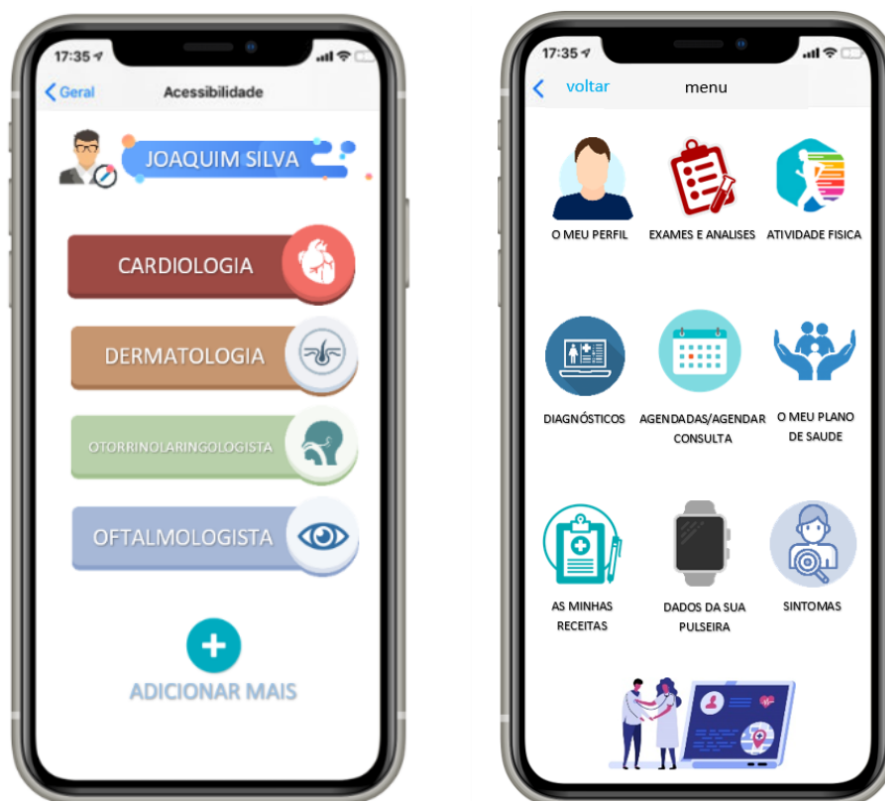 17:35
Geral
Acessibilidade
JOAQUIM SILVA
CARDIOLOGIA
DERMATOLOGIA
OTORRINOLARINGOLOGISTA
OFTALMOLOGISTA
+
ADICIONAR MAIS
17:35
voltar
menu
O MEU PERFIL
EXAMES E ANALISES
ATIVIDADE FISICA
DIAGNÓSTICOS
AGENDADAS/AGENDAR
CONSULTA
O MEU PLANO
DE SAUDE
AS MINHAS
RECEITAS
DADOS DA SUA
PULSEIRA
SINTOMAS